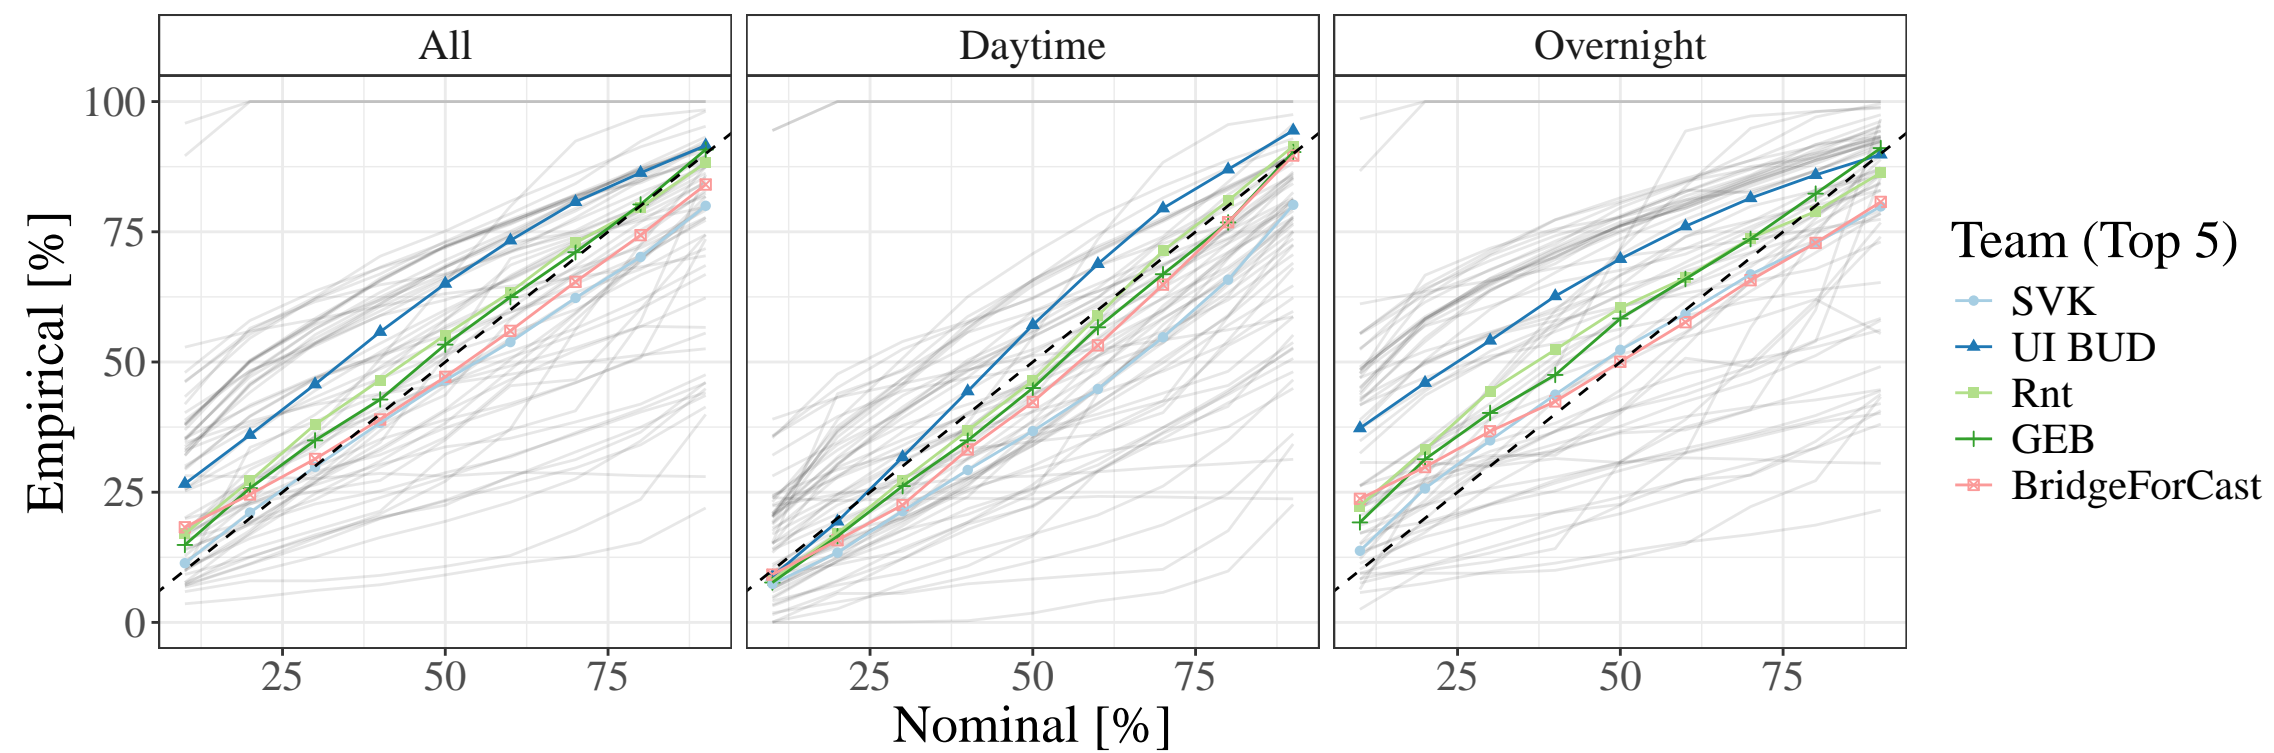 All
Daytime
Overnight
Empirical [%]
100
75
50
25
0
25 50 75
25 50 75
25 50 75
Nominal [%]
Team (Top 5)
SVK
UI BUD
Rnt
GEB
BridgeForCast